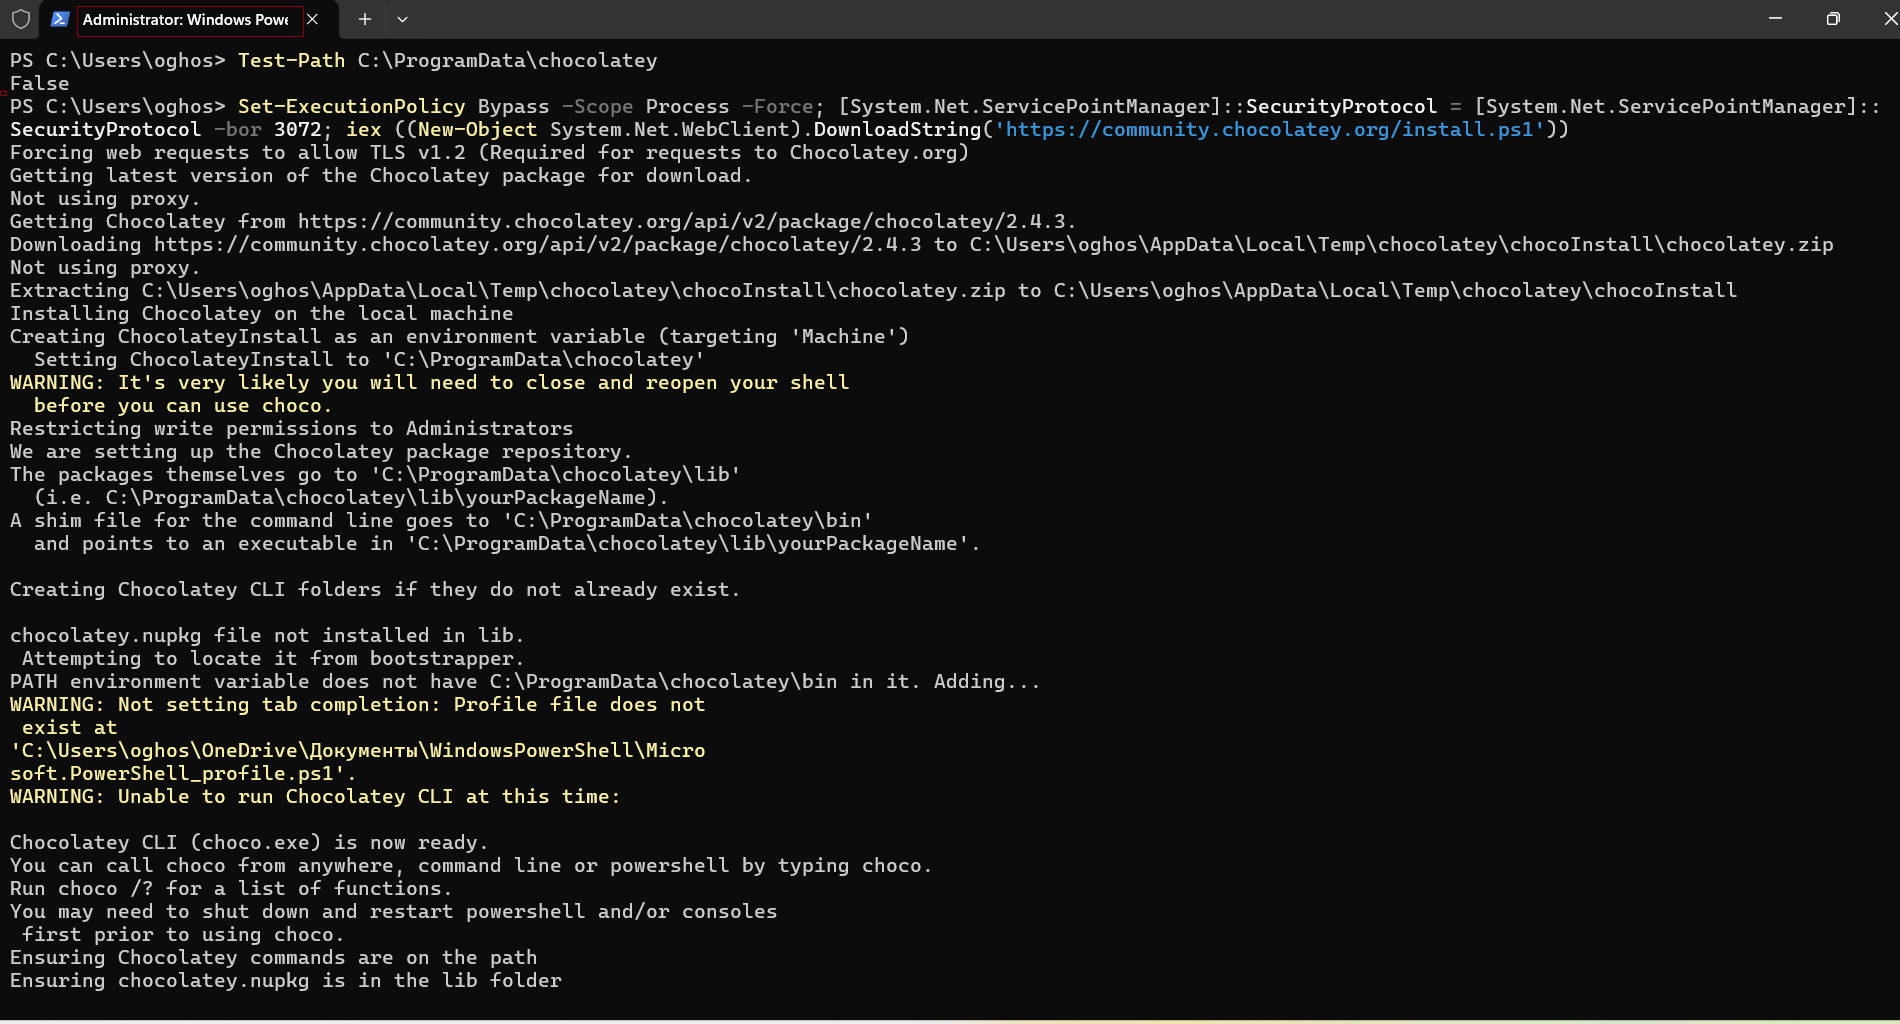 Administrator: Windows Powe
PS C:\Users\oghos> Test-Path C:\ProgramData\chocolatey
False
PS C:\Users\oghos> Set-ExecutionPolicy Bypass -Scope Process -Force; [System.Net.ServicePointManager]::SecurityProtocol = [System.Net.ServicePointManager]::
SecurityProtocol -bor 3072; iex ((New-Object System.Net.WebClient).DownloadString('https://community.chocolatey.org/install.ps1'))
Forcing web requests to allow TLS v1.2 (Required for requests to Chocolatey.org)
Getting latest version of the Chocolatey package for download.
Not using proxy.
Getting Chocolatey from https://community.chocolatey.org/api/v2/package/chocolatey/2.4.3.
Downloading https://community.chocolatey.org/api/v2/package/chocolatey/2.4.3 to C:\Users\oghos\AppData\Local\Temp\chocolatey\chocoInstall\chocolatey.zip
Not using proxy.
Extracting C:\Users\oghos\AppData\Local\Temp\chocolatey\chocoInstall\chocolatey.zip to C:\Users\oghos\AppData\Local\Temp\chocolatey\chocoInstall
Installing Chocolatey on the local machine
Creating ChocolateyInstall as an environment variable (targeting 'Machine')
  Setting ChocolateyInstall to 'C:\ProgramData\chocolatey'
WARNING: It's very likely you will need to close and reopen your shell
  before you can use choco.
Restricting write permissions to Administrators
We are setting up the Chocolatey package repository.
The packages themselves go to 'C:\ProgramData\chocolatey\lib'
  (i.e. C:\ProgramData\chocolatey\lib\yourPackageName).
A shim file for the command line goes to 'C:\ProgramData\chocolatey\bin'
  and points to an executable in 'C:\ProgramData\chocolatey\lib\yourPackageName'.

Creating Chocolatey CLI folders if they do not already exist.

chocolatey.nupkg file not installed in lib.
 Attempting to locate it from bootstrapper.
PATH environment variable does not have C:\ProgramData\chocolatey\bin in it. Adding...
WARNING: Not setting tab completion: Profile file does not
 exist at
'C:\Users\oghos\OneDrive\Документы\WindowsPowerShell\Micro
soft.PowerShell_profile.ps1'.
WARNING: Unable to run Chocolatey CLI at this time:

Chocolatey CLI (choco.exe) is now ready.
You can call choco from anywhere, command line or powershell by typing choco.
Run choco /? for a list of functions.
You may need to shut down and restart powershell and/or consoles
 first prior to using choco.
Ensuring Chocolatey commands are on the path
Ensuring chocolatey.nupkg is in the lib folder